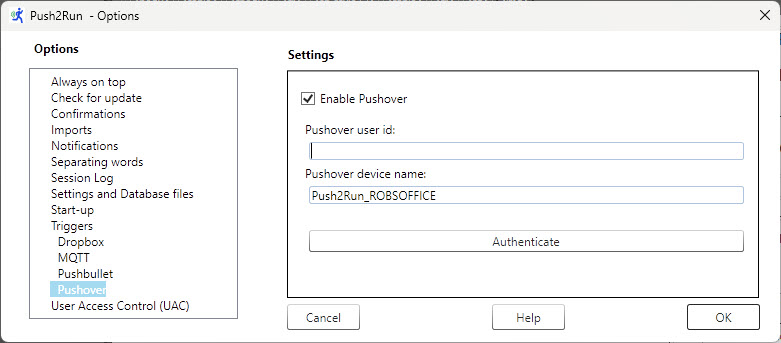 Push2Run - Options
Options
Always on top
Check for update
Confirmations
Imports
Notifications
Separating words
Session Log
Settings and Database files
Start-up
Triggers
Dropbox
MQTT
Pushbullet
Pushover
User Access Control (UAC)
Settings
Enable Pushover
Pushover user id:
Pushover device name:
Push2Run_ROBSOFFICE
Authenticate
Cancel
Help
OK